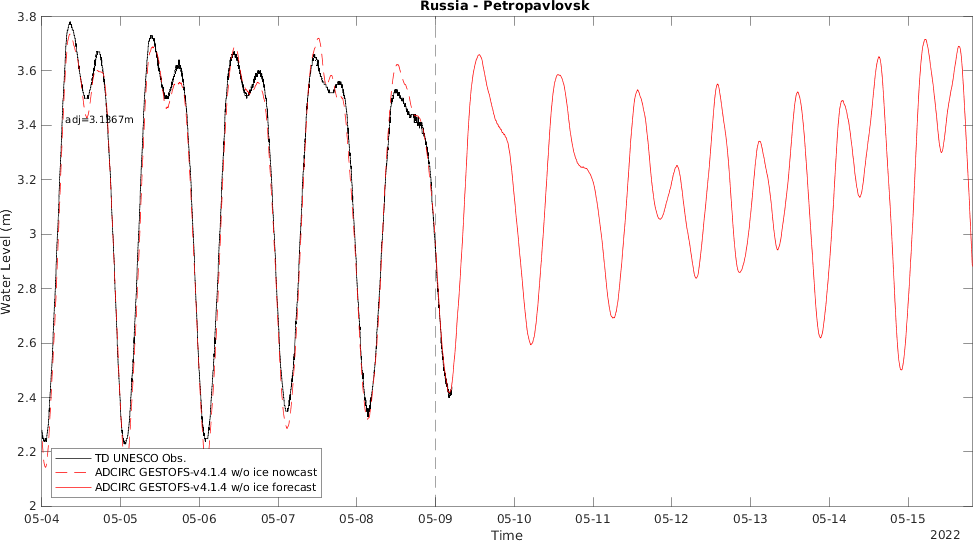 Russia - Petropavlovsk
Water Level (m)
3.8
3.6
3.4
3.2
3
2.8
2.6
2.4
2.2
2
adj=3.1367m
TD UNESCO Obs.
ADCIRC GESTOFS-v4.1.4 w/o ice nowcast
ADCIRC GESTOFS-v4.1.4 w/o ice forecast
05-04 05-05 05-06 05-07 05-08 05-09 05-10 05-11 05-12 05-13 05-14 05-15
Time
2022